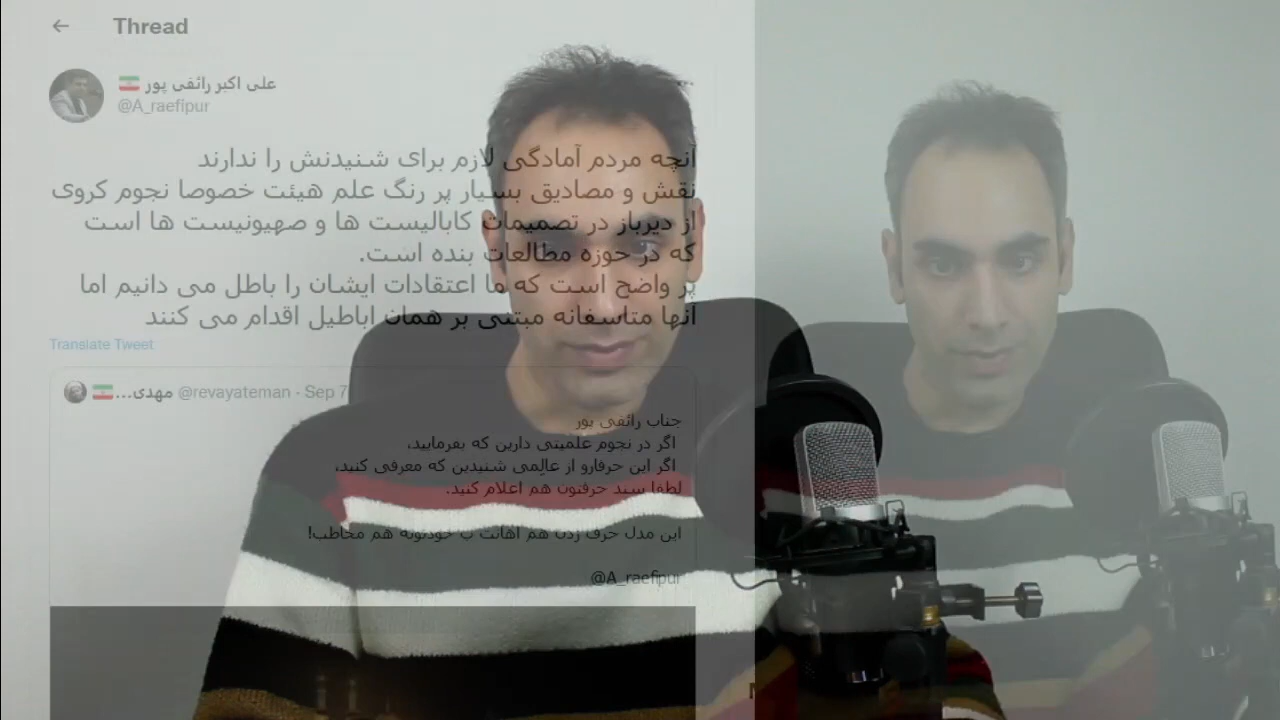 Thread
علی اکبر رائفی پور
@A_raefipur
آنچه مردم آمادگی لازم برای شنیدنش را ندارند
نقش و مصادیق بسیار پر رنگ علم هیئت خصوصا نجوم کروی
از دیرباز در تصمیمات کابالیست ها و صهیونیست ها است
که در حوزه مطالعات بنده است.
پر واضح است که ما اعتقادات ایشان را باطل می دانیم اما
آنها متاسفانه مبتنی بر همان اباطیل اقدام می کنند
Translate Tweet
مهدی... @revayateman · Sep 7
جناب رائفی پور
اگر در نجوم علمیتی دارین که بفرمایید،
اگر این حرفارو از عالِمی شنیدین که معرفی کنید،
لطفا سند حرفتون هم اعلام کنید.
این مدل حرف زدن هم اهانت ب خودتونه هم مخاطب!
@A_raefipur